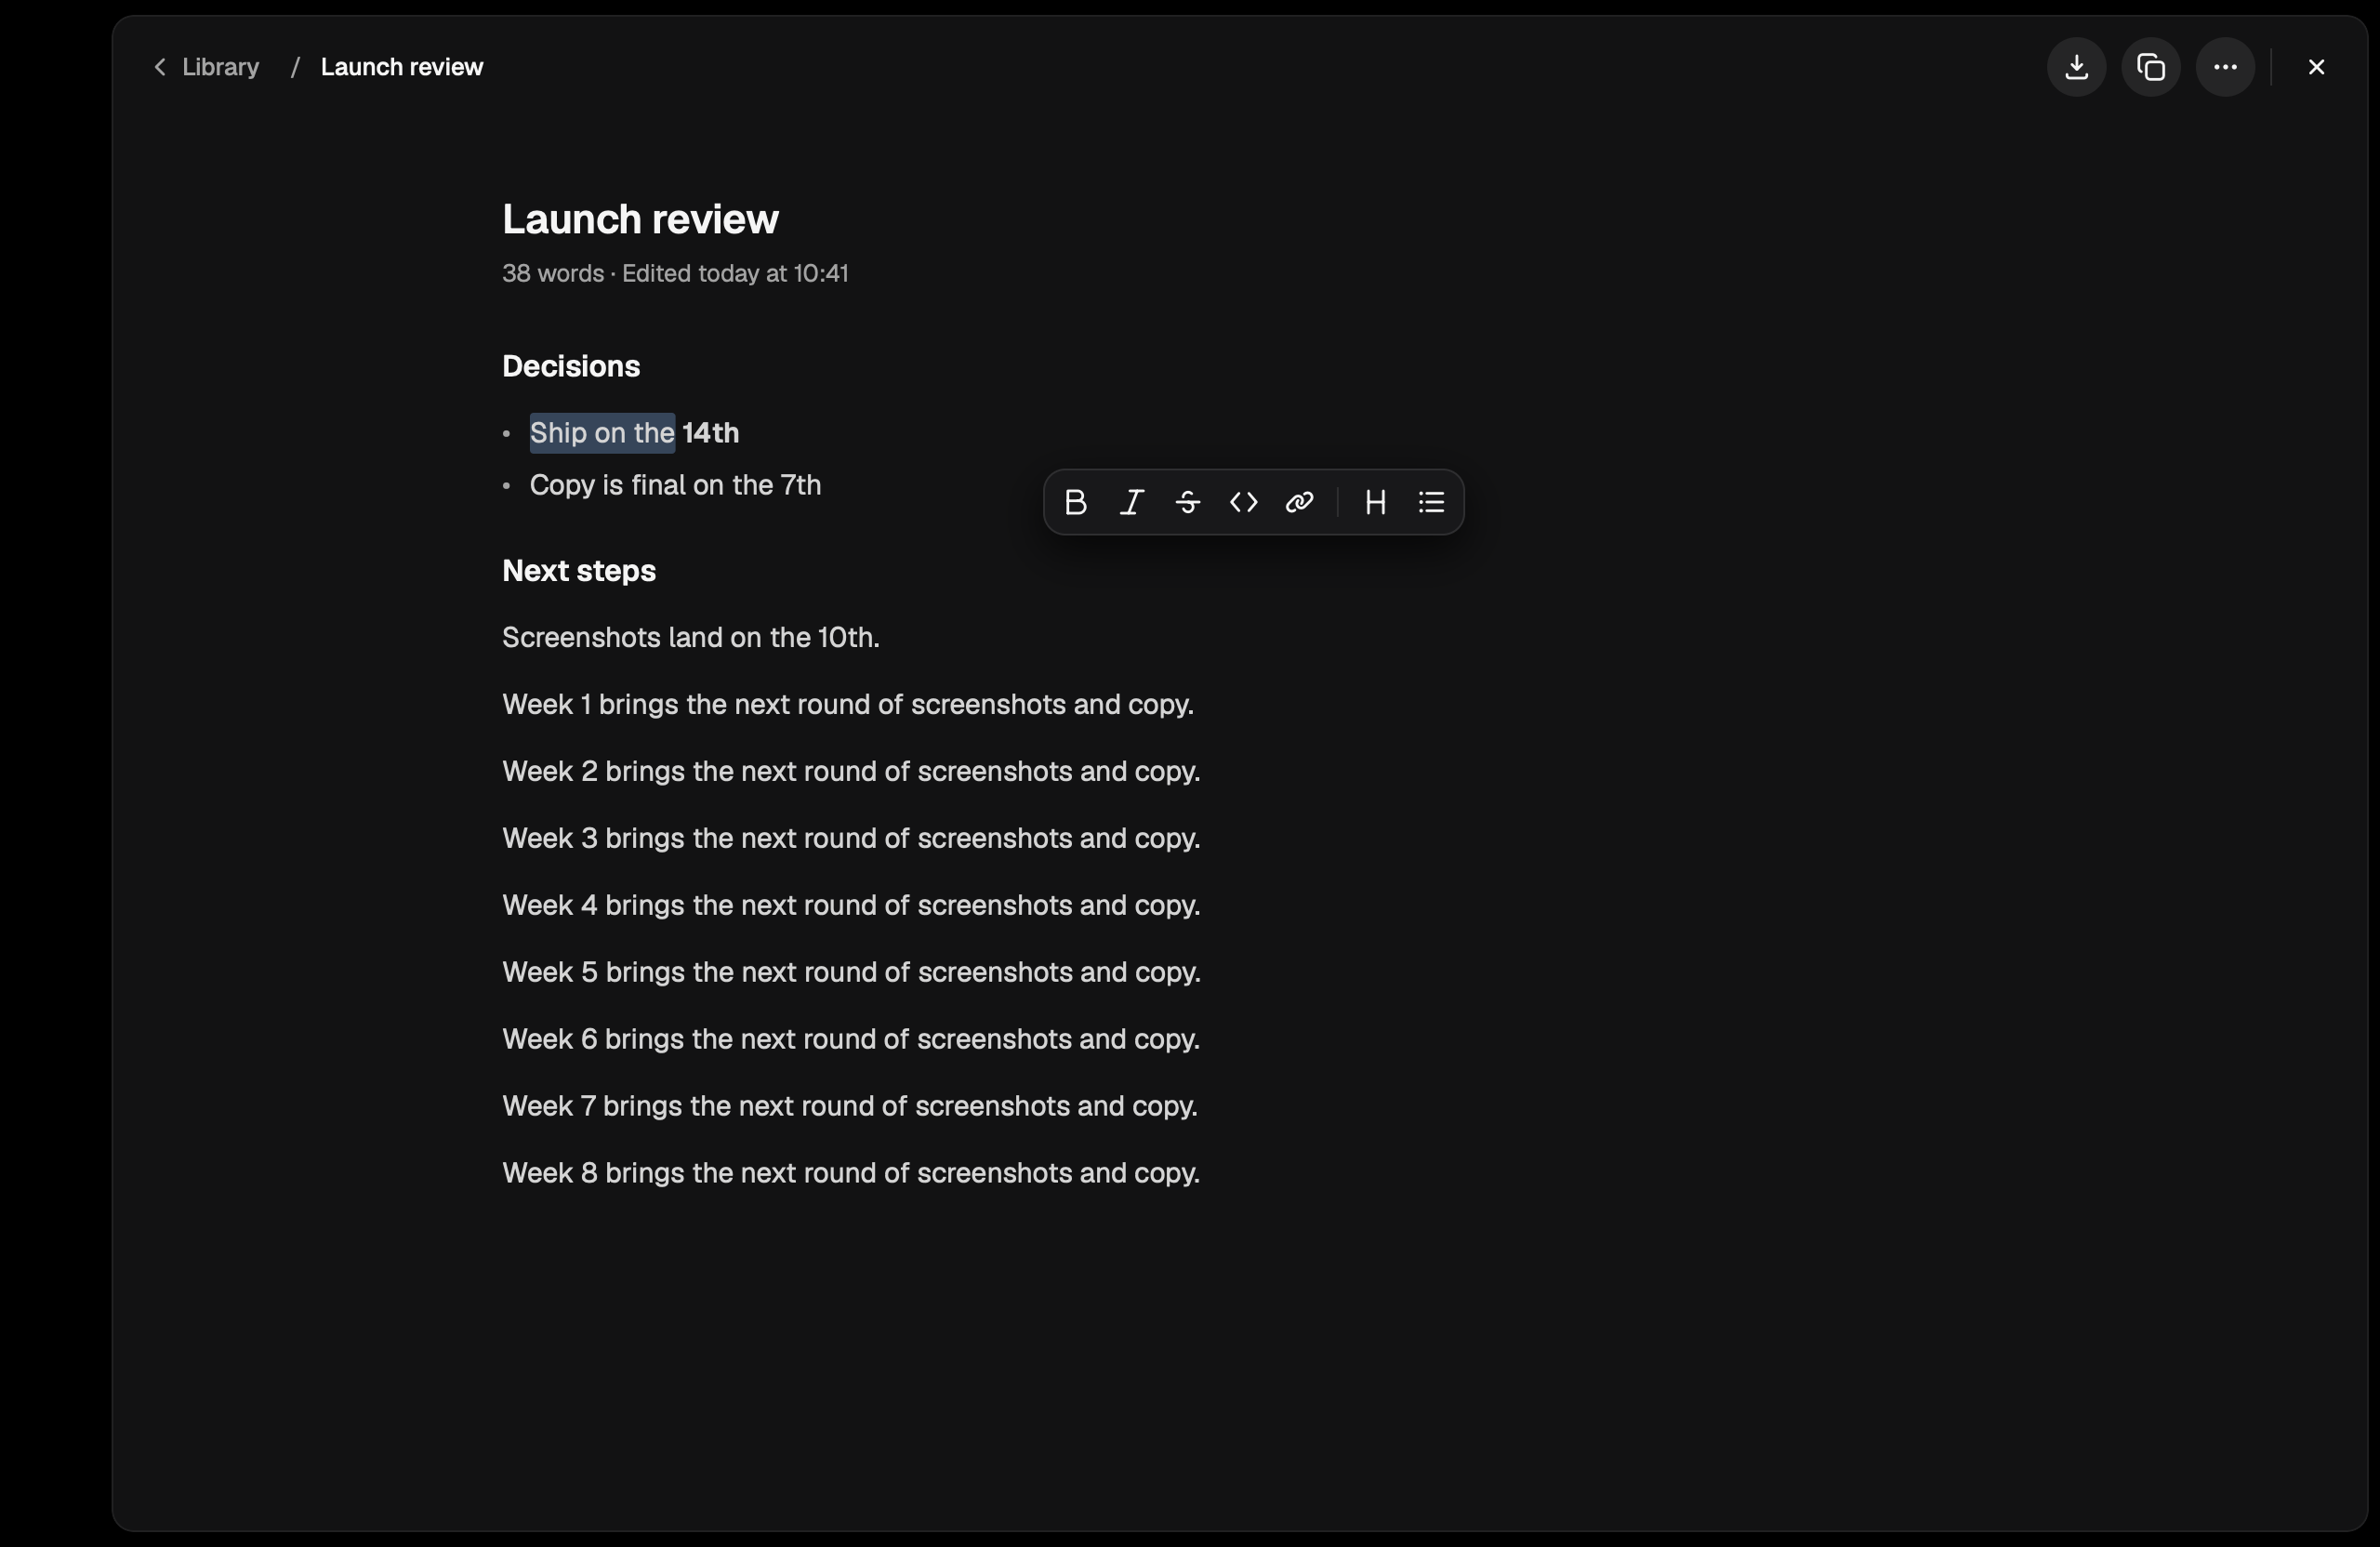 Library / Launch review
Launch review
38 words · Edited today at 10:41
Decisions
• Ship on the 14th
• Copy is final on the 7th
B I S H
Next steps
Screenshots land on the 10th.
Week 1 brings the next round of screenshots and copy.
Week 2 brings the next round of screenshots and copy.
Week 3 brings the next round of screenshots and copy.
Week 4 brings the next round of screenshots and copy.
Week 5 brings the next round of screenshots and copy.
Week 6 brings the next round of screenshots and copy.
Week 7 brings the next round of screenshots and copy.
Week 8 brings the next round of screenshots and copy.